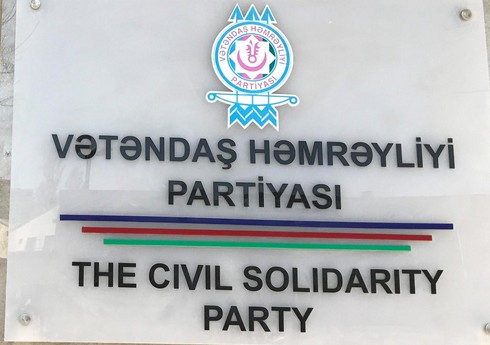 VƏTƏNDAŞ HƏMRƏYLİYİ
PARTİYASI
VƏTƏNDAŞ HƏMRƏYLİYİ
PARTİYASI
THE CIVIL SOLIDARITY
PARTY